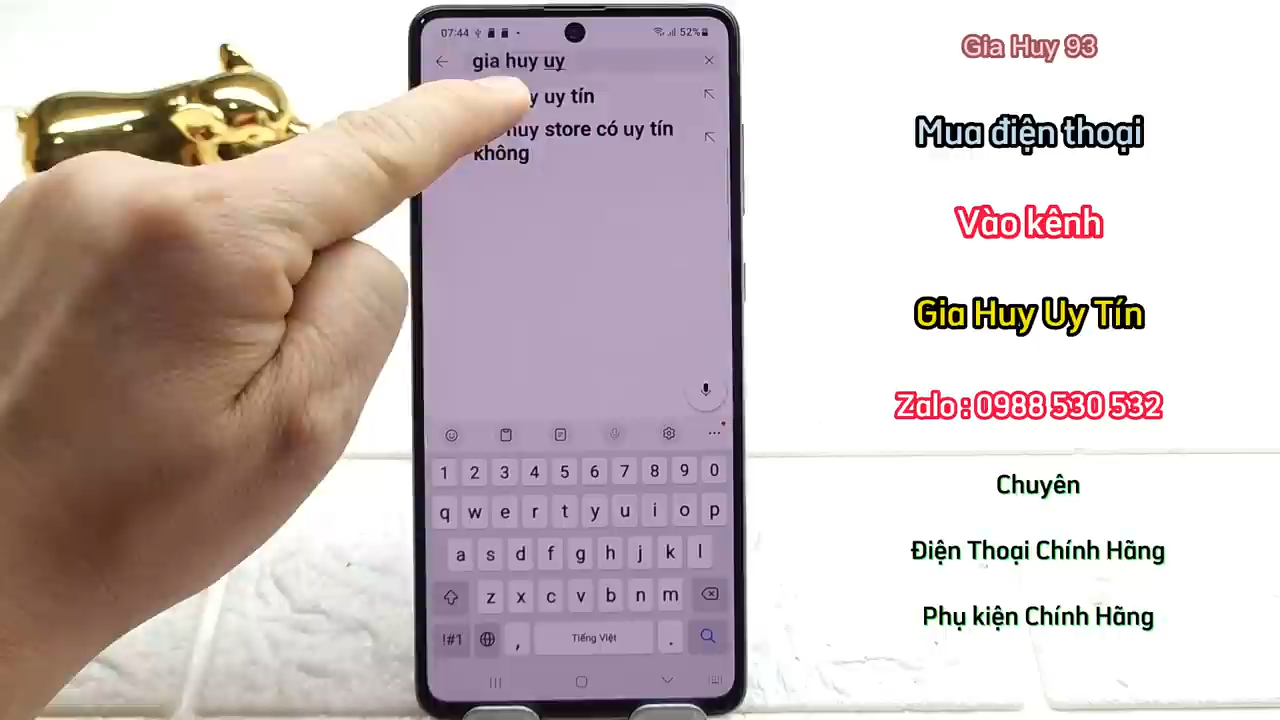 07:44
52%
gia huy uy
y uy tín
huy store có uy tín
không
1 2 3 4 5 6 7 8 9 0
q w e r t y u i o p
a s d f g h j k l
z x c v b n m
!#1 , Tiếng Việt .
Gia Huy 93
Mua điện thoại
Vào kênh
Gia Huy Uy Tín
Zalo : 0988 530 532
Chuyên
Điện Thoại Chính Hãng
Phụ kiện Chính Hãng